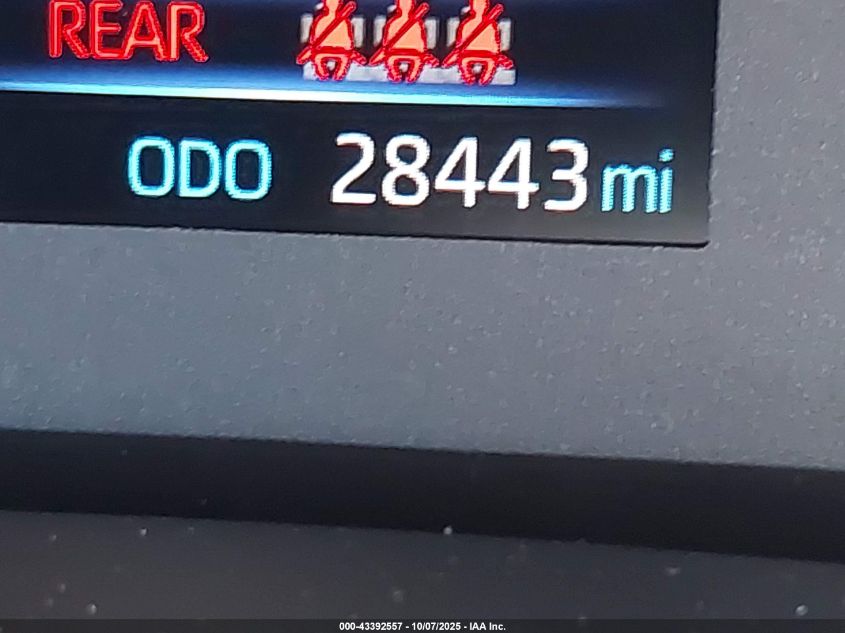 REAR
ODO 28443 mi
000-43392557 - 10/07/2025 - IAA Inc.